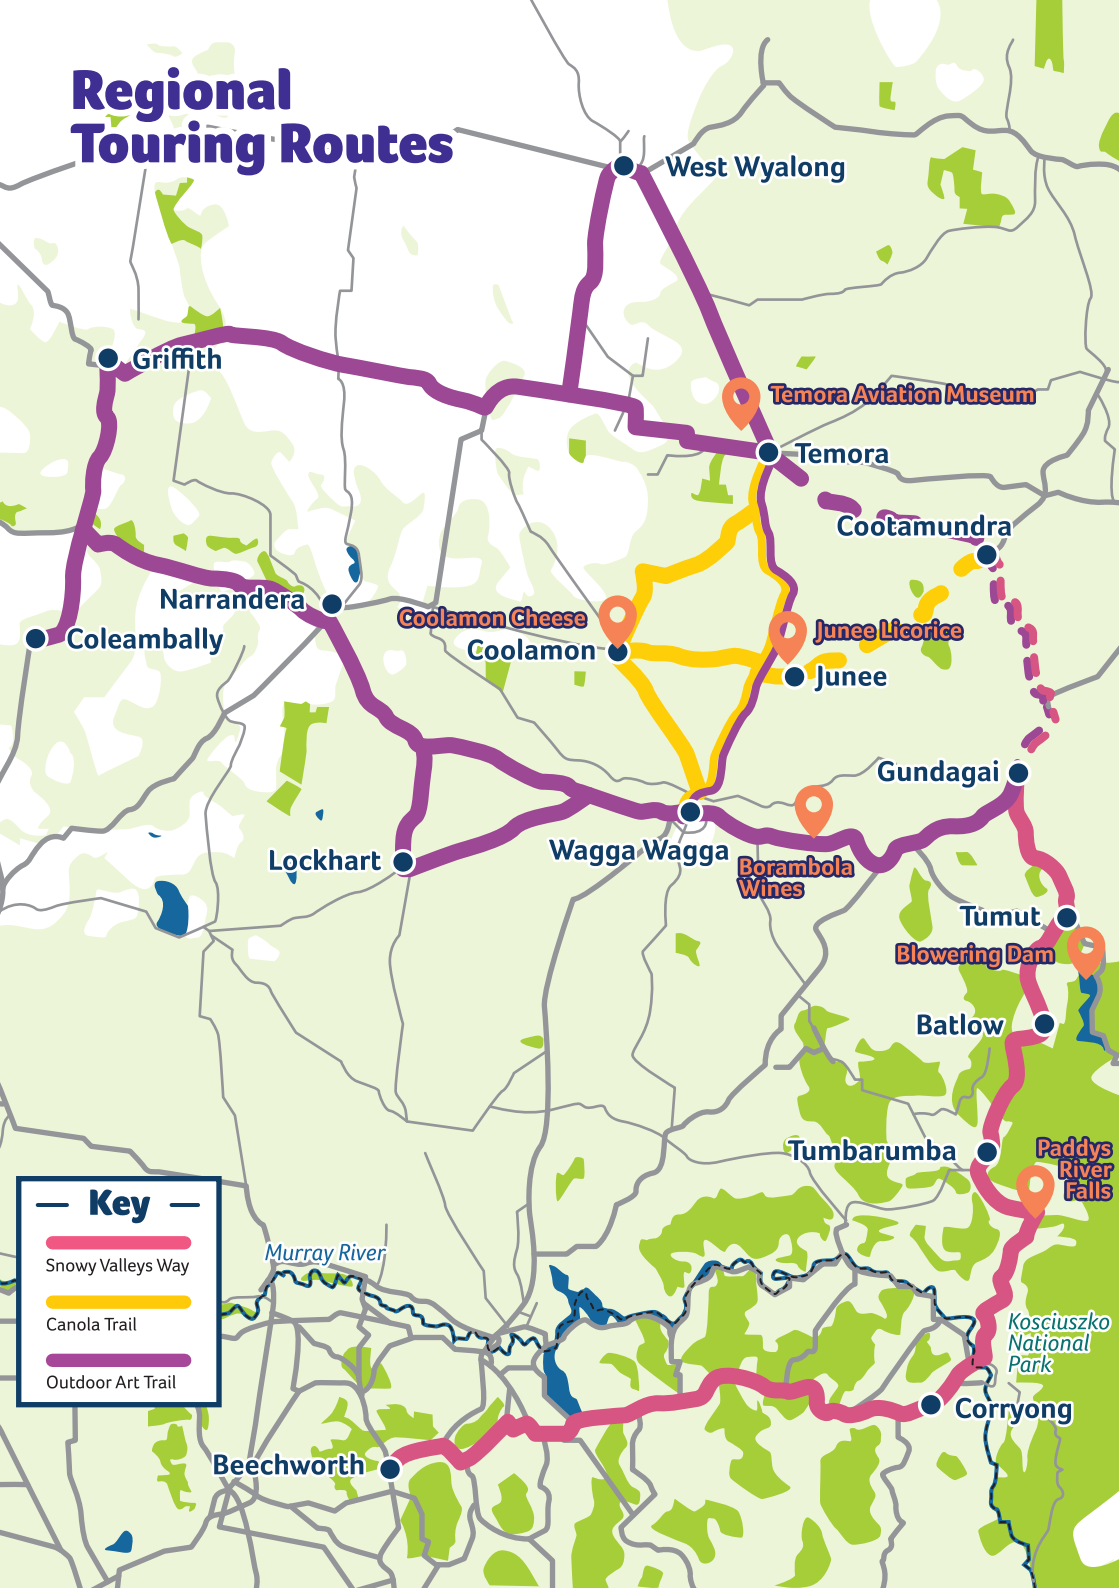 Regional
Touring Routes
West Wyalong
Griffith
Temora Aviation Museum
Temora
Cootamundra
Narrandera
Coolamon Cheese
Junee Licorice
Coleambally
Coolamon
Junee
Gundagai
Lockhart
Wagga Wagga
Borambola
Wines
Tumut
Blowering Dam
Batlow
Tumbarumba
Paddys
River
Falls
Key
Snowy Valleys Way
Canola Trail
Outdoor Art Trail
Murray River
Kosciuszko
National
Park
Corryong
Beechworth